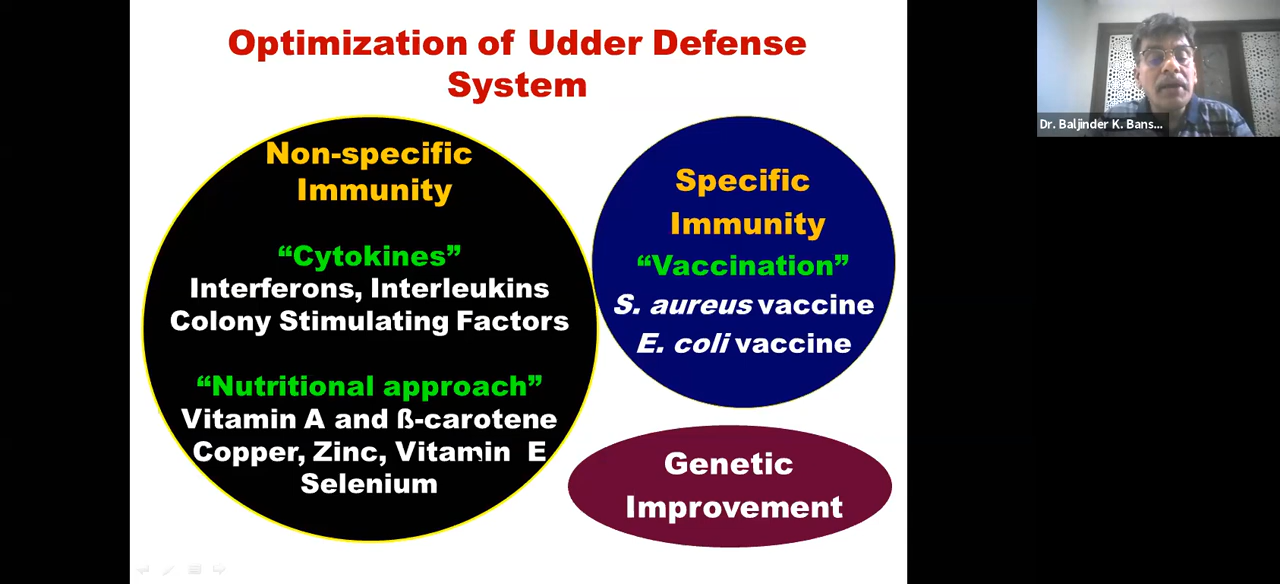 Optimization of Udder Defense
System
Non-specific
Immunity
“Cytokines”
Interferons, Interleukins
Colony Stimulating Factors
“Nutritional approach”
Vitamin A and ß-carotene
Copper, Zinc, Vitamin E
Selenium
Specific
Immunity
“Vaccination”
S. aureus vaccine
E. coli vaccine
Genetic
Improvement
Dr. Baljinder K. Bans...